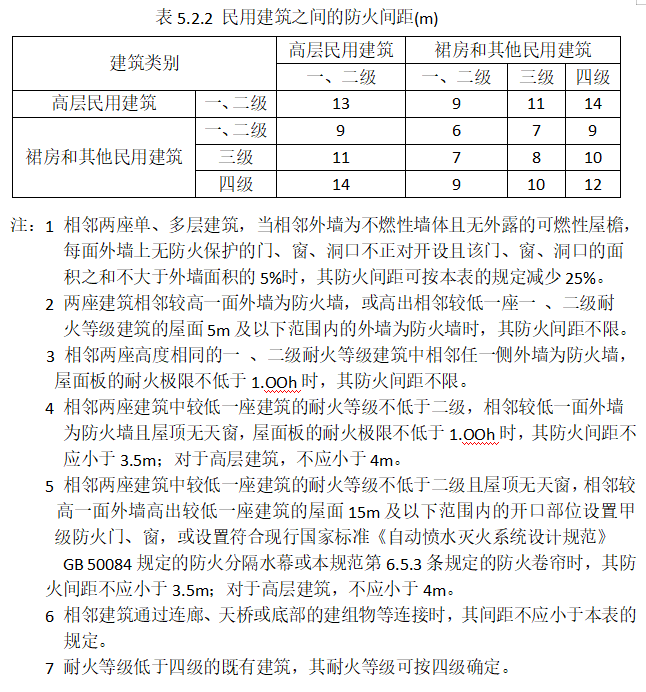 表 5.2.2 民用建筑之间的防火间距(m)
建筑类别 高层民用建筑 裙房和其他民用建筑
一、二级 一、二级 三级 四级
高层民用建筑 一、二级 13 9 11 14
裙房和其他民用建筑 一、二级 9 6 7 9
三级 11 7 8 10
四级 14 9 10 12
注：1 相邻两座单、多层建筑，当相邻外墙为不燃性墙体且无外露的可燃性屋檐，
每面外墙上无防火保护的门、窗、洞口不正对开设且该门、窗、洞口的面
积之和不大于外墙面积的 5%时，其防火间距可按本表的规定减少 25%。
2 两座建筑相邻较高一面外墙为防火墙，或高出相邻较低一座一 、二级耐
火等级建筑的屋面 5m 及以下范围内的外墙为防火墙时，其防火间距不限。
3 相邻两座高度相同的一 、二级耐火等级建筑中相邻任一侧外墙为防火墙，
屋面板的耐火极限不低于 1.OOh 时，其防火间距不限。
4 相邻两座建筑中较低一座建筑的耐火等级不低于二级，相邻较低一面外墙
为防火墙且屋顶无天窗，屋面板的耐火极限不低于 1.OOh 时，其防火间距不
应小于 3.5m；对于高层建筑，不应小于 4m。
5 相邻两座建筑中较低一座建筑的耐火等级不低于二级且屋顶无天窗，相邻较
高一面外墙高出较低一座建筑的屋面 15m 及以下范围内的开口部位设置甲
级防火门、窗，或设置符合现行国家标准《自动愤水灭火系统设计规范》
GB 50084 规定的防火分隔水幕或本规范第 6.5.3 条规定的防火卷帘时，其防
火间距不应小于 3.5m；对于高层建筑，不应小于 4m。
6 相邻建筑通过连廊、天桥或底部的建组物等连接时，其间距不应小于本表的
规定。
7 耐火等级低于四级的既有建筑，其耐火等级可按四级确定。